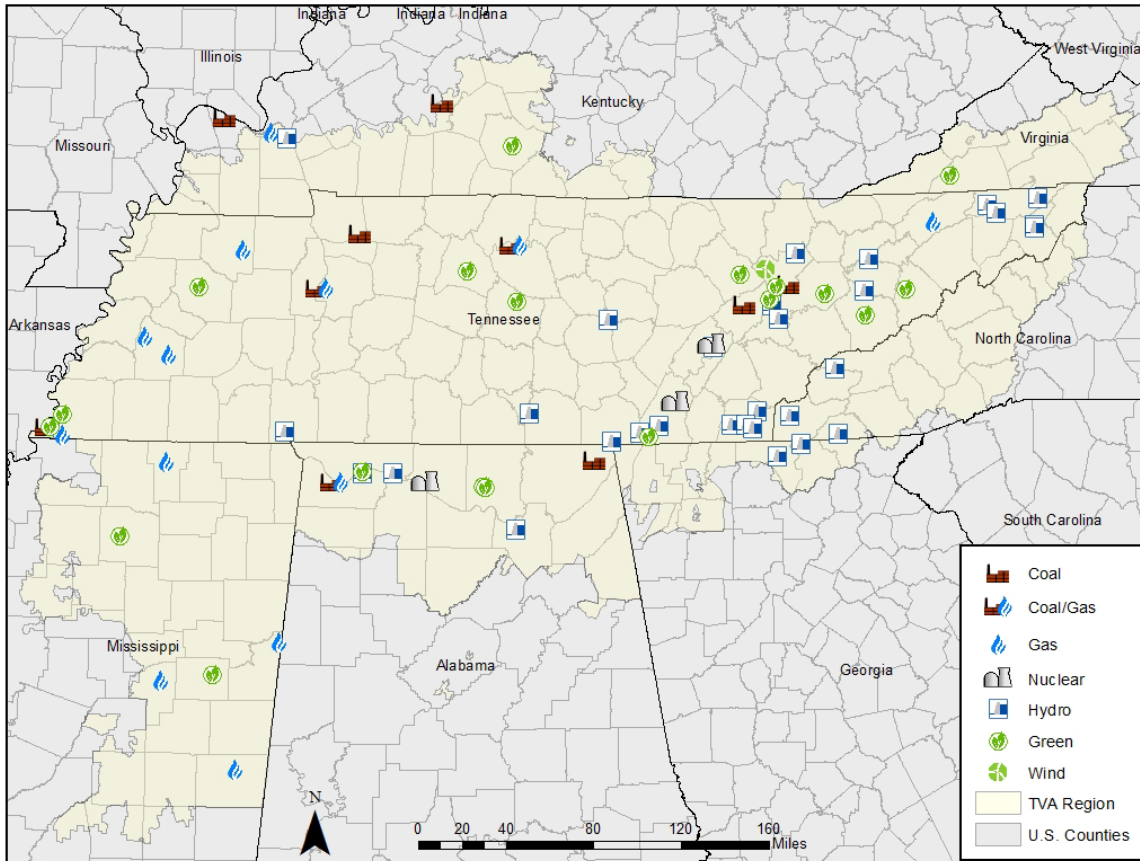 Indiana
Indiana
Indiana
Illinois
West Virginia
Kentucky
Missouri
Virginia
Arkansas
Tennessee
North Carolina
South Carolina
Mississippi
Alabama
Georgia
Coal
Coal/Gas
Gas
Nuclear
Hydro
Green
Wind
TVA Region
U.S. Counties
N
0 20 40 80 120 160
Miles